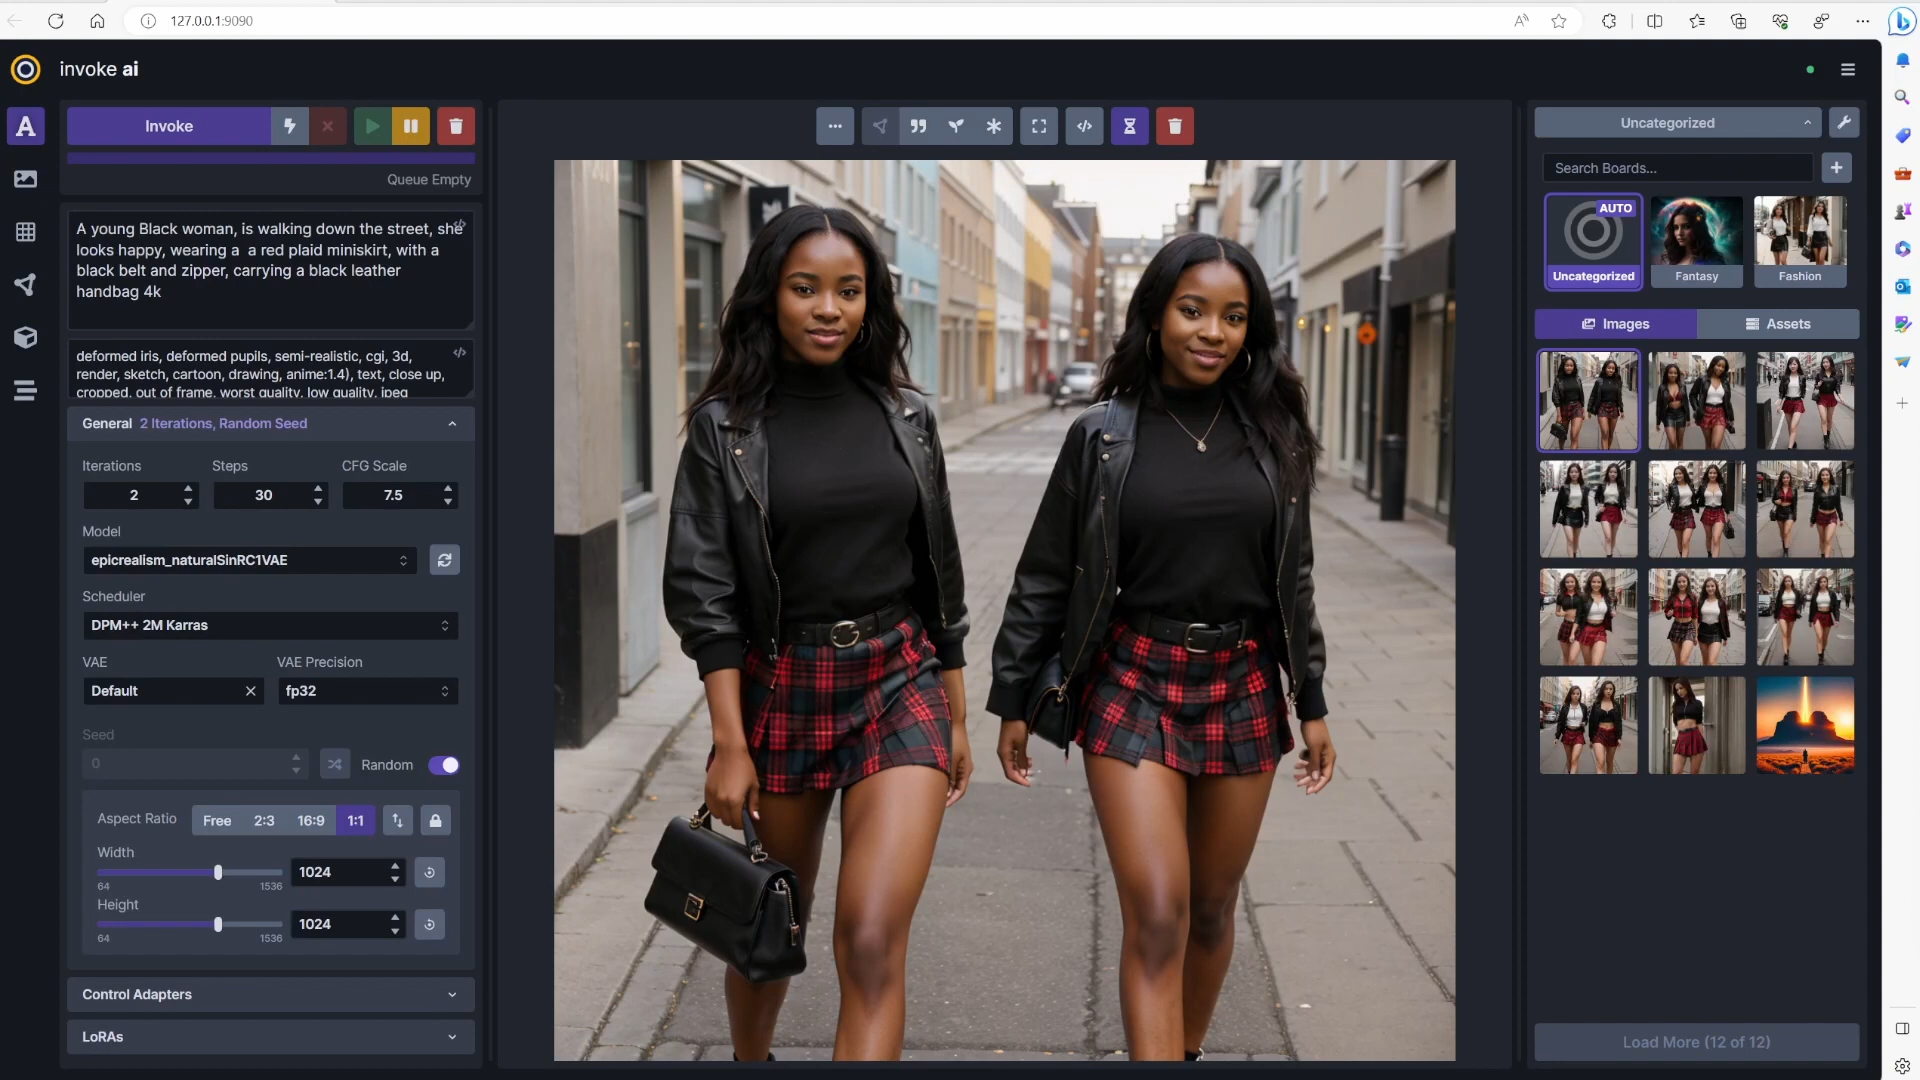 127.0.0.1:9090
invoke ai
Invoke
Queue Empty
A young Black woman, is walking down the street, she
looks happy, wearing a  a red plaid miniskirt, with a
black belt and zipper, carrying a black leather
handbag 4k
deformed iris, deformed pupils, semi-realistic, cgi, 3d,
render, sketch, cartoon, drawing, anime:1.4), text, close up,
cropped, out of frame, worst quality, low quality, jpeg
General 2 Iterations, Random Seed
Iterations Steps CFG Scale
2 30 7.5
Model
epicrealism_naturalSinRC1VAE
Scheduler
DPM++ 2M Karras
VAE VAE Precision
Default fp32
Seed
0 Random
Aspect Ratio Free 2:3 16:9 1:1
Width
1024
64 1536
Height
1024
64 1536
Control Adapters
LoRAs
Uncategorized
Search Boards...
AUTO
Uncategorized Fantasy Fashion
Images Assets
Load More (12 of 12)